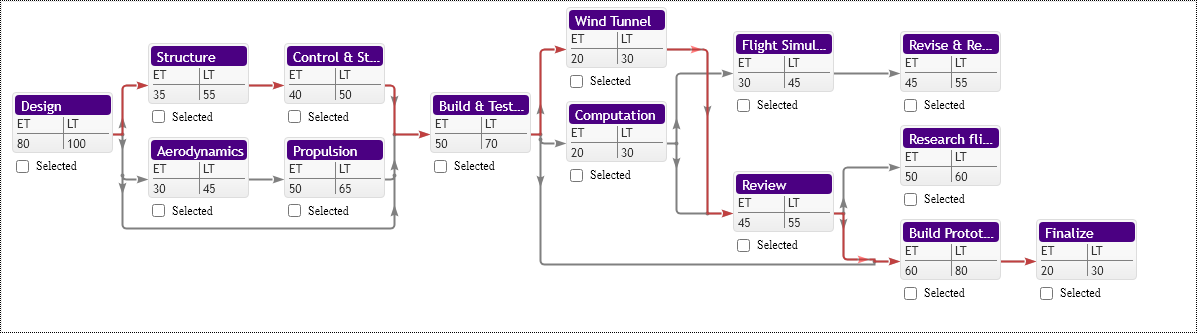 Design
ET LT
80 100
Selected
Structure
ET LT
35 55
Selected
Control & St...
ET LT
40 50
Selected
Aerodynamics
ET LT
30 45
Selected
Propulsion
ET LT
50 65
Selected
Build & Test...
ET LT
50 70
Selected
Wind Tunnel
ET LT
20 30
Selected
Computation
ET LT
20 30
Selected
Flight Simul...
ET LT
30 45
Selected
Revise & Re...
ET LT
45 55
Selected
Research fli...
ET LT
50 60
Selected
Review
ET LT
45 55
Selected
Build Protot...
ET LT
60 80
Selected
Finalize
ET LT
20 30
Selected